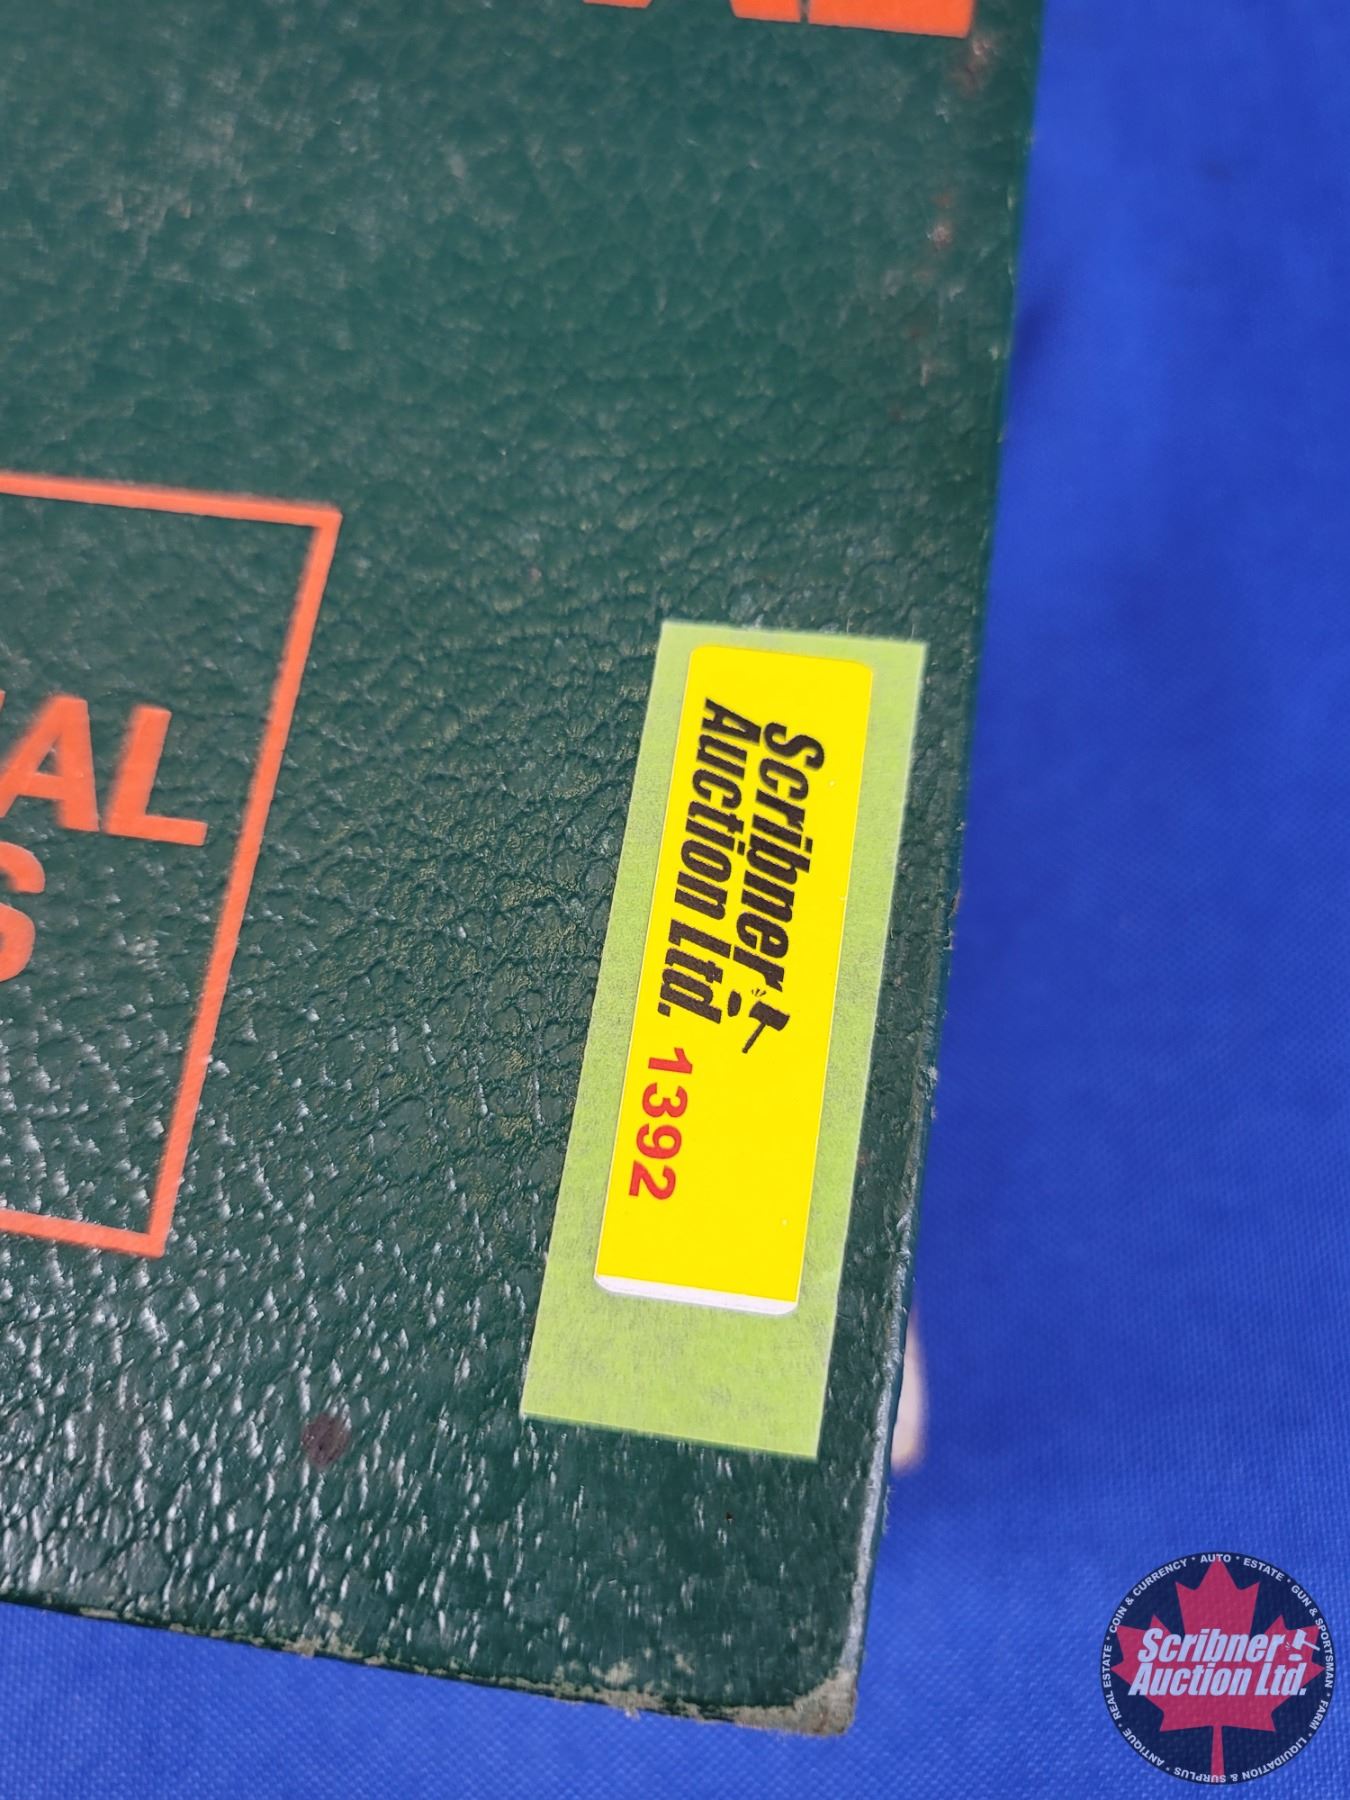 AL
S
Scribner
Auction Ltd. 1392
COIN & CURRENCY • AUTO • ESTATE • GUN & SPORTSMAN • FARM • LIQUIDATION & SURPLUS • ANTIQUE • REAL ESTATE •
Scribner
Auction Ltd.